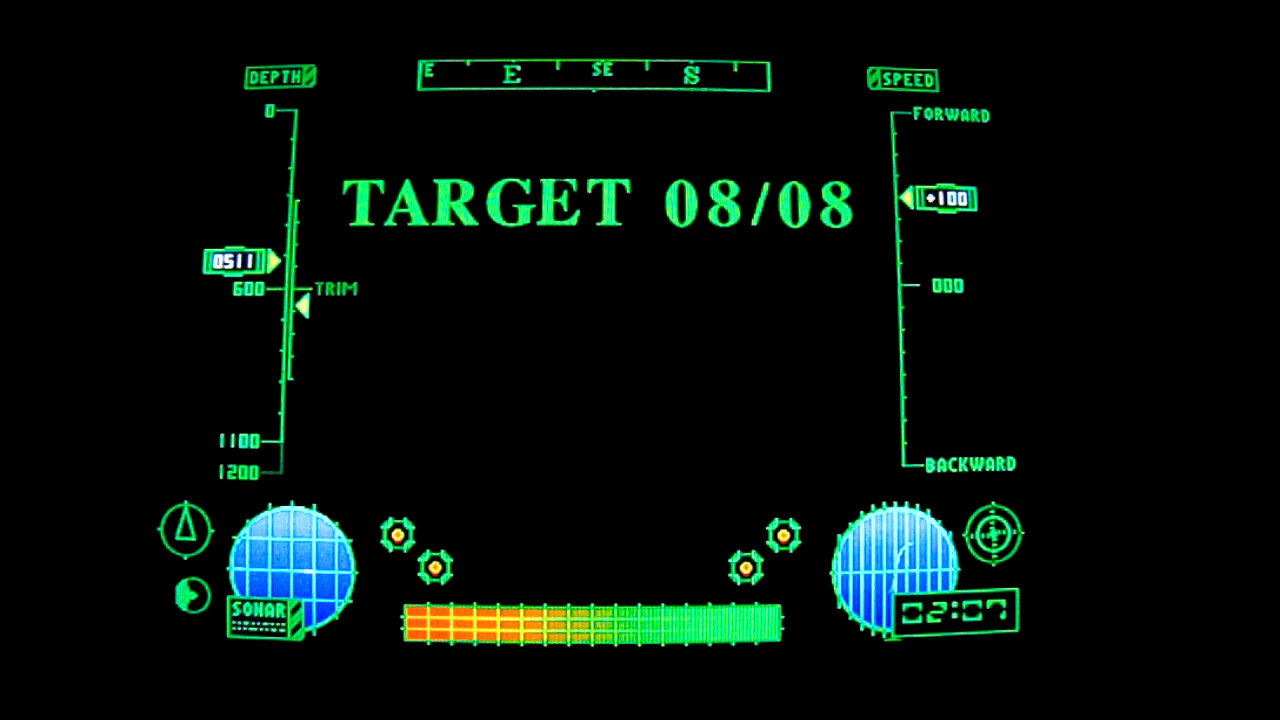 DEPTH
E E SE S
SPEED
0
FORWARD
TARGET 08/08
+100
0511
600
TRIM
000
1100
1200
BACKWARD
SONAR
02:07